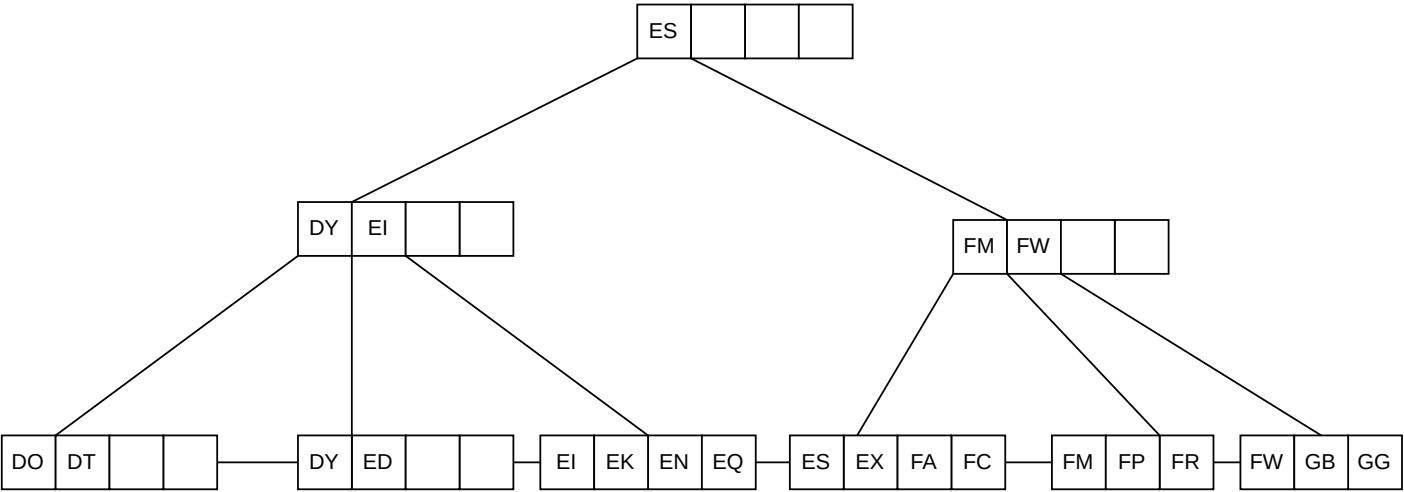 ES
DY EI
FM FW
DO DT DY ED EI EK EN EQ ES EX FA FC FM FP FR FW GB GG